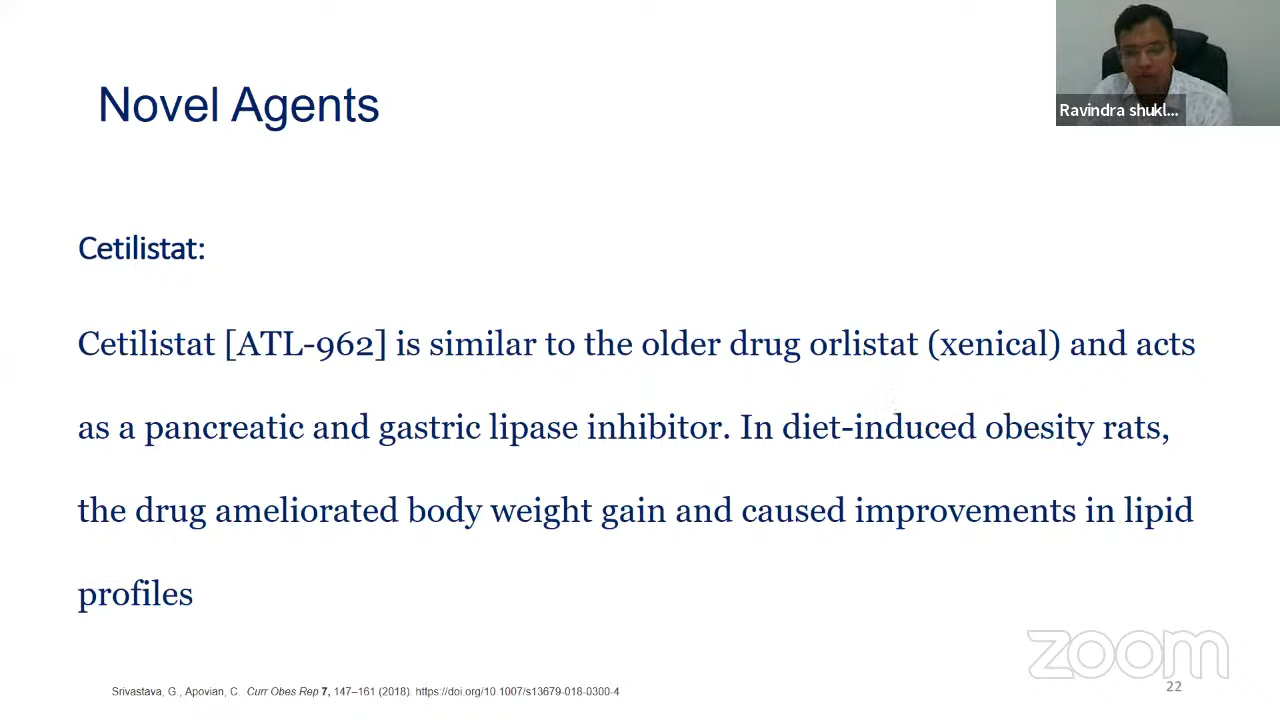 Novel Agents
Ravindra shukl...
Cetilistat:
Cetilistat [ATL-962] is similar to the older drug orlistat (xenical) and acts
as a pancreatic and gastric lipase inhibitor. In diet-induced obesity rats,
the drug ameliorated body weight gain and caused improvements in lipid
profiles
zoom
Srivastava, G., Apovian, C. Curr Obes Rep 7, 147–161 (2018). https://doi.org/10.1007/s13679-018-0300-4
22